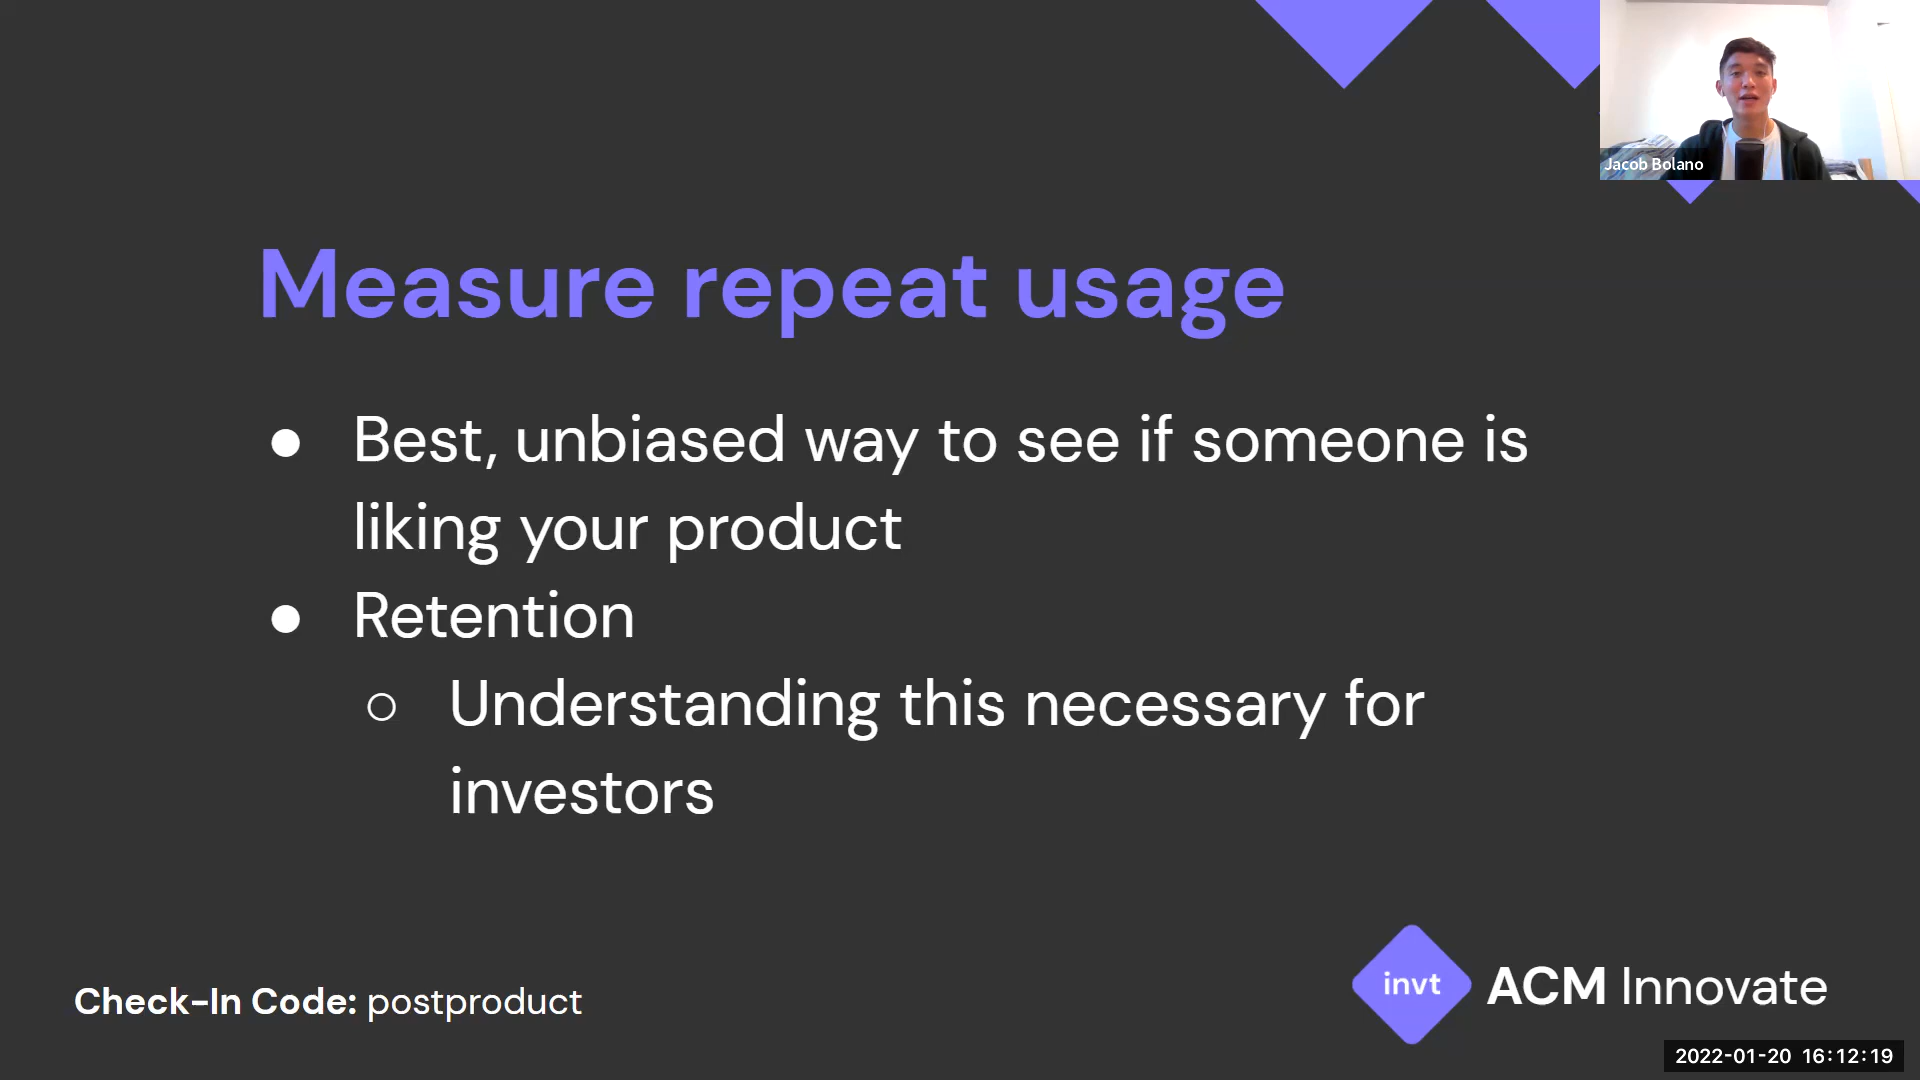 Jacob Bolano
Measure repeat usage
● Best, unbiased way to see if someone is
liking your product
● Retention
○ Understanding this necessary for
investors
Check-In Code: postproduct
invt
ACM Innovate
2022-01-20 16:12:19